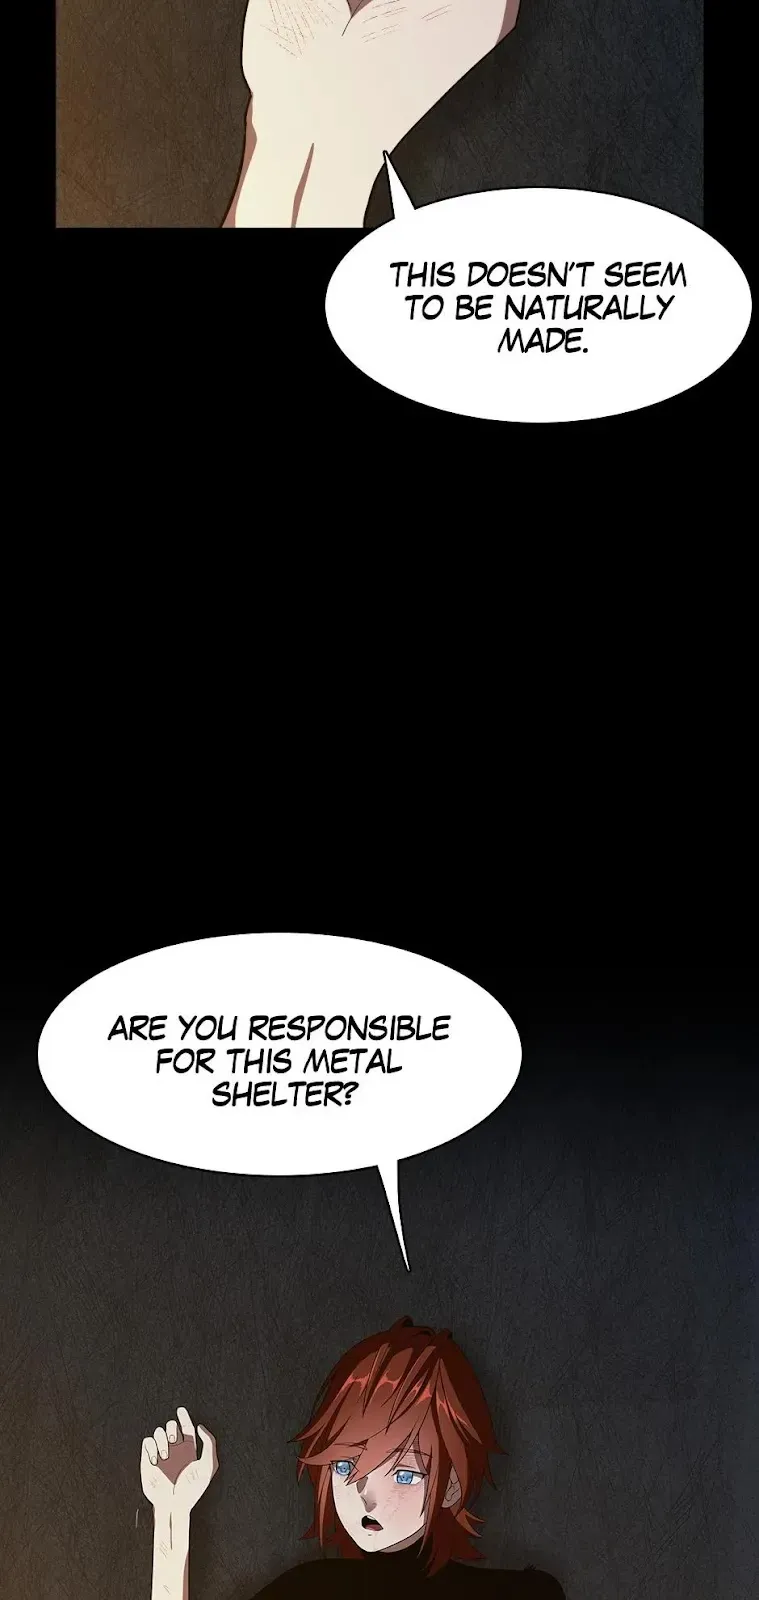 THIS DOESN'T SEEM
TO BE NATURALLY
MADE.
ARE YOU RESPONSIBLE
FOR THIS METAL
SHELTER?